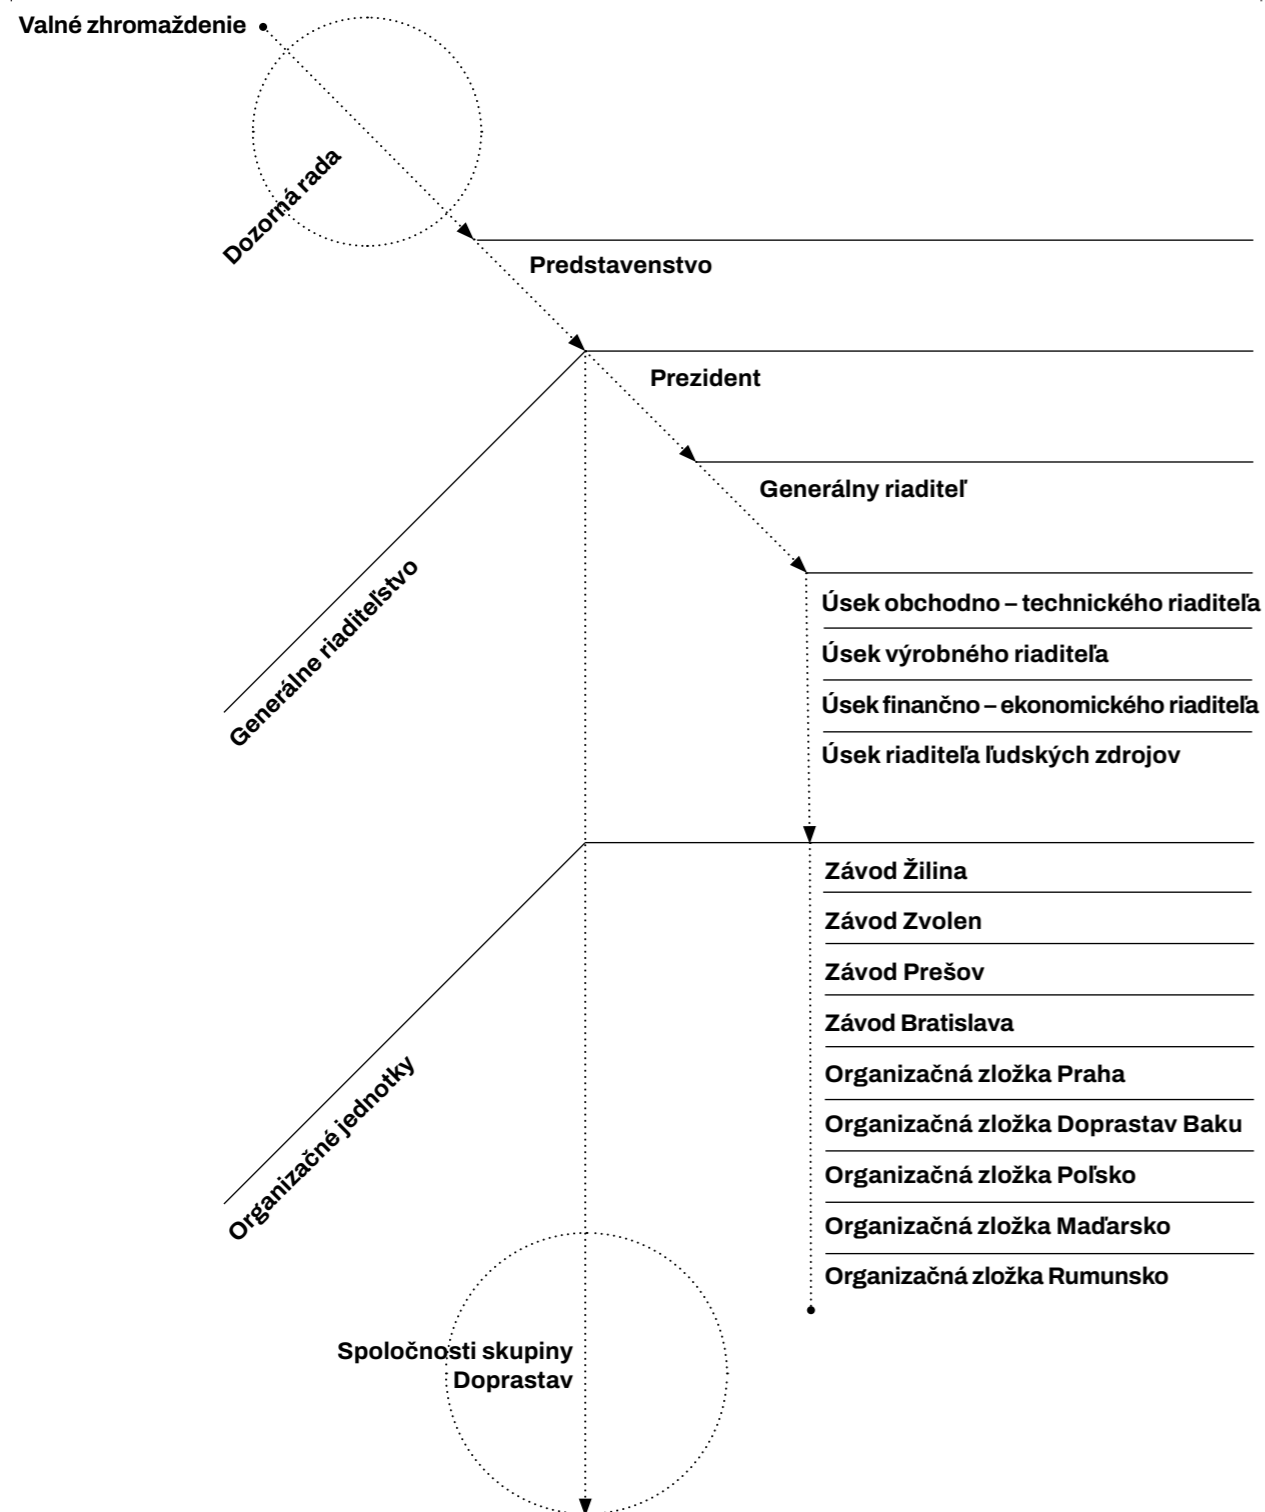 Valné zhromaždenie
Dozorná rada
Predstavenstvo
Prezident
Generálny riaditeľ
Generálne riaditeľstvo
Úsek obchodno – technického riaditeľa
Úsek výrobného riaditeľa
Úsek finančno – ekonomického riaditeľa
Úsek riaditeľa ľudských zdrojov
Organizačné jednotky
Závod Žilina
Závod Zvolen
Závod Prešov
Závod Bratislava
Organizačná zložka Praha
Organizačná zložka Doprastav Baku
Organizačná zložka Poľsko
Organizačná zložka Maďarsko
Organizačná zložka Rumunsko
Spoločnosti skupiny
Doprastav